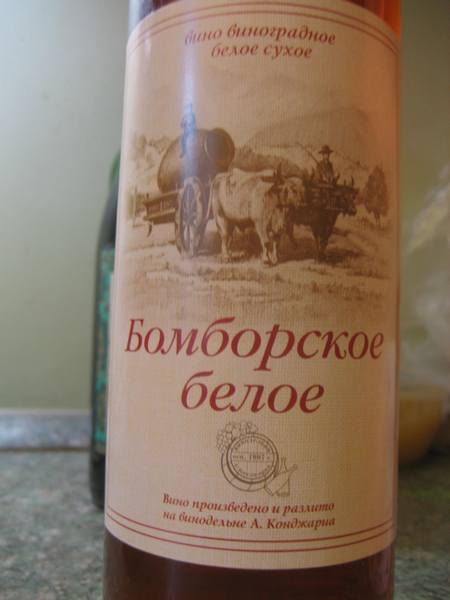 вино виноградное
белое сухое
Бомборское
белое
Вино произведено и разлито
на винодельне А. Конджариа